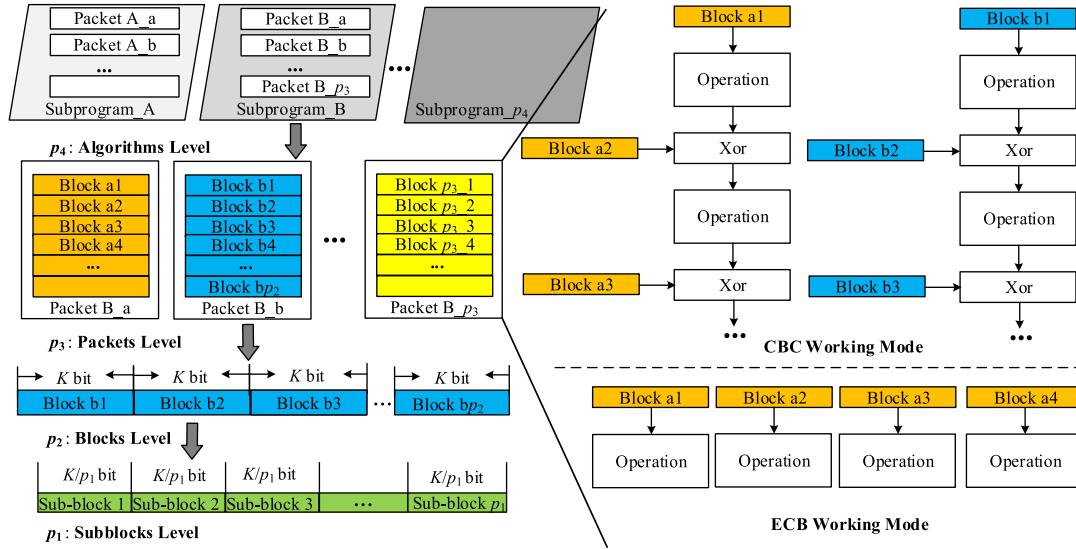 Packet A_a
Packet A_b
...
Subprogram_A
Packet B_a
Packet B_b
...
Packet B_p3
Subprogram_B
...
Subprogram_p4
p4: Algorithms Level
Block a1
Block a2
Block a3
Block a4
...
Packet B_a
Block b1
Block b2
Block b3
Block b4
...
Block bp2
Packet B_b
...
Block p3_1
Block p3_2
Block p3_3
Block p3_4
...
Packet B_p3
p3: Packets Level
K bit K bit K bit K bit
Block b1 Block b2 Block b3 ... Block bp2
p2: Blocks Level
K/p1 bit K/p1 bit K/p1 bit K/p1 bit
Sub-block 1 Sub-block 2 Sub-block 3 ... Sub-block p1
p1: Subblocks Level
Block a1
Operation
Block a2
Xor
Operation
Block a3
Xor
...
Block b1
Operation
Block b2
Xor
Operation
Block b3
Xor
...
CBC Working Mode
Block a1 Block a2 Block a3 Block a4
Operation Operation Operation Operation
ECB Working Mode